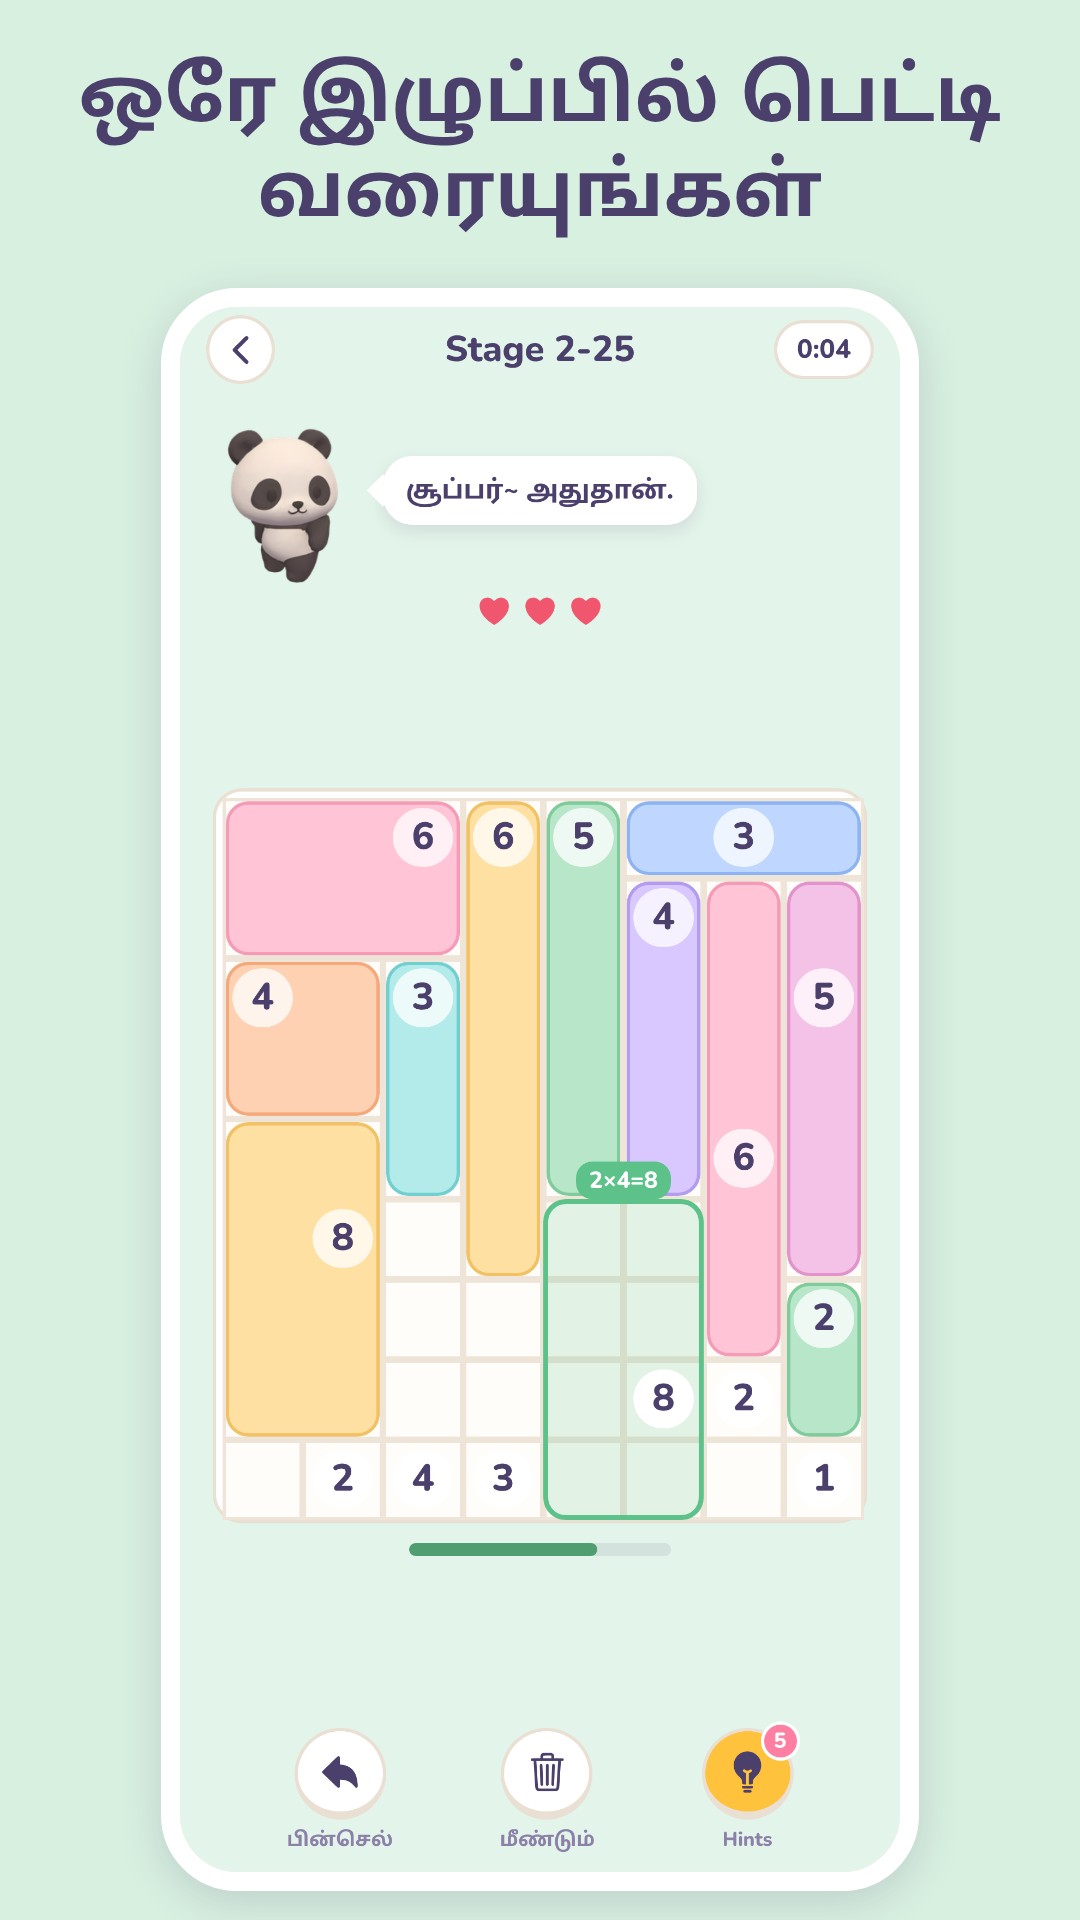 ஒரே இழுப்பில் பெட்டி
வரையுங்கள்
Stage 2-25
0:04
சூப்பர்~ அதுதான்.
6 6 5 3
4
4 3 5
6
2×4=8
8
2
8 2
2 4 3 1
5
பின்செல்
மீண்டும்
Hints